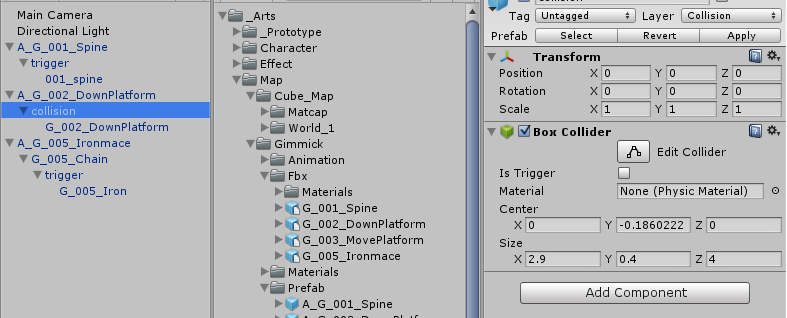 Main Camera
Directional Light
A_G_001_Spine
trigger
001_spine
A_G_002_DownPlatform
collision
G_002_DownPlatform
A_G_005_Ironmace
G_005_Chain
trigger
G_005_Iron
_Arts
_Prototype
Character
Effect
Map
Cube_Map
Matcap
World_1
Gimmick
Animation
Fbx
Materials
G_001_Spine
G_002_DownPlatform
G_003_MovePlatform
G_005_Ironmace
Materials
Prefab
A_G_001_Spine
Tag Untagged Layer Collision
Prefab Select Revert Apply
Transform
Position X 0 Y 0 Z 0
Rotation X 0 Y 0 Z 0
Scale X 1 Y 1 Z 1
Box Collider
Edit Collider
Is Trigger
Material None (Physic Material)
Center
X 0 Y -0.1860222 Z 0
Size
X 2.9 Y 0.4 Z 4
Add Component